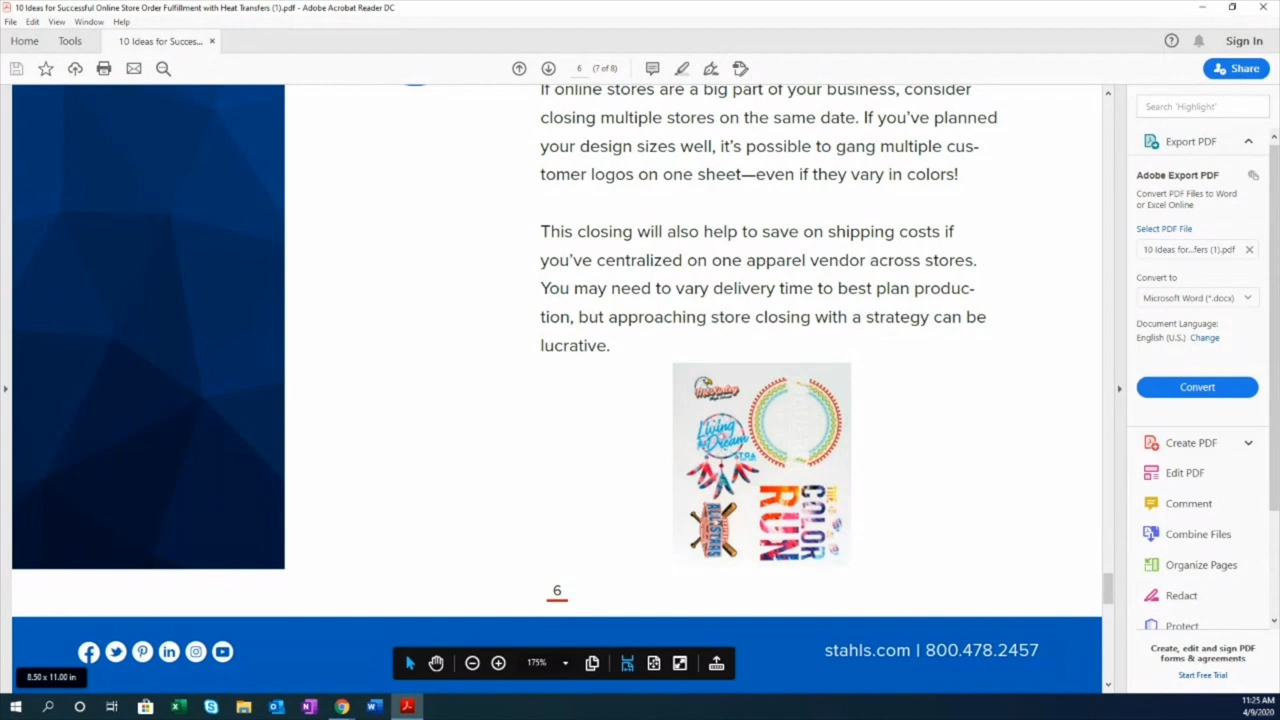 10 Ideas for Successful Online Store Order Fulfillment with Heat Transfers (1).pdf - Adobe Acrobat Reader DC
File Edit View Window Help
Home Tools 10 Ideas for Succes... × Sign In
6 (7 of 8) Share
If online stores are a big part of your business, consider
closing multiple stores on the same date. If you've planned
your design sizes well, it's possible to gang multiple cus-
tomer logos on one sheet—even if they vary in colors!
This closing will also help to save on shipping costs if
you've centralized on one apparel vendor across stores.
You may need to vary delivery time to best plan produc-
tion, but approaching store closing with a strategy can be
lucrative.
Living
the Dream
ALLSTARS
THE
COLOR
RUN
6
stahls.com | 800.478.2457
175%
8.50 x 11.00 in
Search 'Highlight'
Export PDF
Adobe Export PDF
Convert PDF Files to Word
or Excel Online
Select PDF File
10 Ideas for...fers (1).pdf ×
Convert to
Microsoft Word (*.docx)
Document Language:
English (U.S.) Change
Convert
Create PDF
Edit PDF
Comment
Combine Files
Organize Pages
Redact
Protect
Create, edit and sign PDF
forms & agreements
Start Free Trial
11:25 AM
4/9/2020